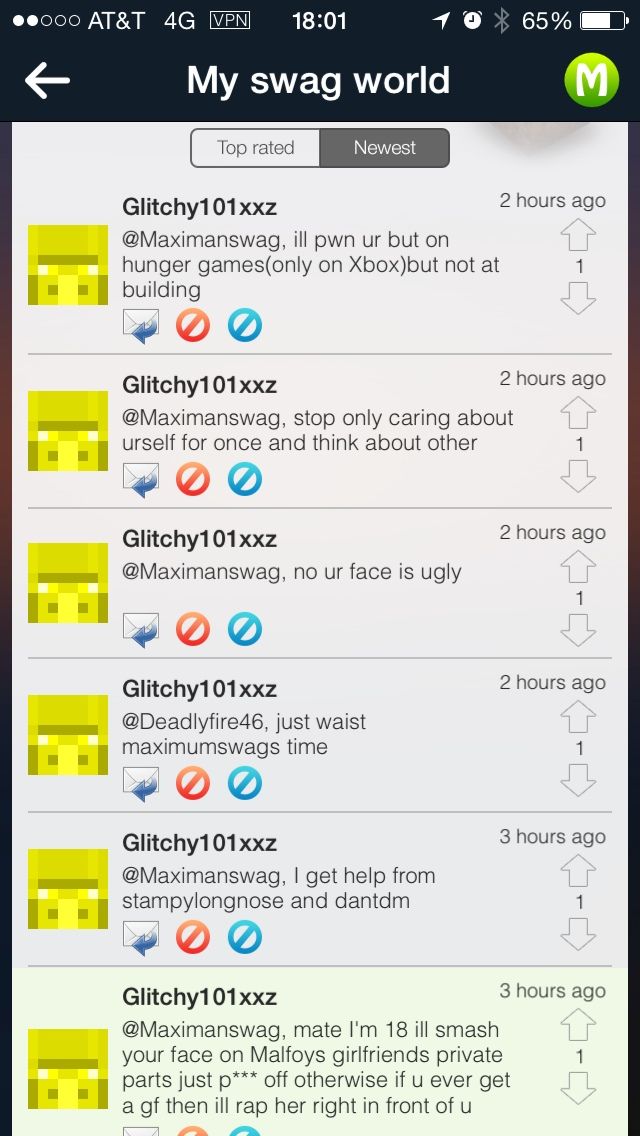 AT&T 4G VPN 18:01 65%
My swag world M
Top rated Newest
Glitchy101xxz 2 hours ago
@Maximanswag, ill pwn ur but on
hunger games(only on Xbox)but not at
building
1
Glitchy101xxz 2 hours ago
@Maximanswag, stop only caring about
urself for once and think about other
1
Glitchy101xxz 2 hours ago
@Maximanswag, no ur face is ugly
1
Glitchy101xxz 2 hours ago
@Deadlyfire46, just waist
maximumswags time
1
Glitchy101xxz 3 hours ago
@Maximanswag, I get help from
stampylongnose and dantdm
1
Glitchy101xxz 3 hours ago
@Maximanswag, mate I'm 18 ill smash
your face on Malfoys girlfriends private
parts just p*** off otherwise if u ever get
a gf then ill rap her right in front of u
1